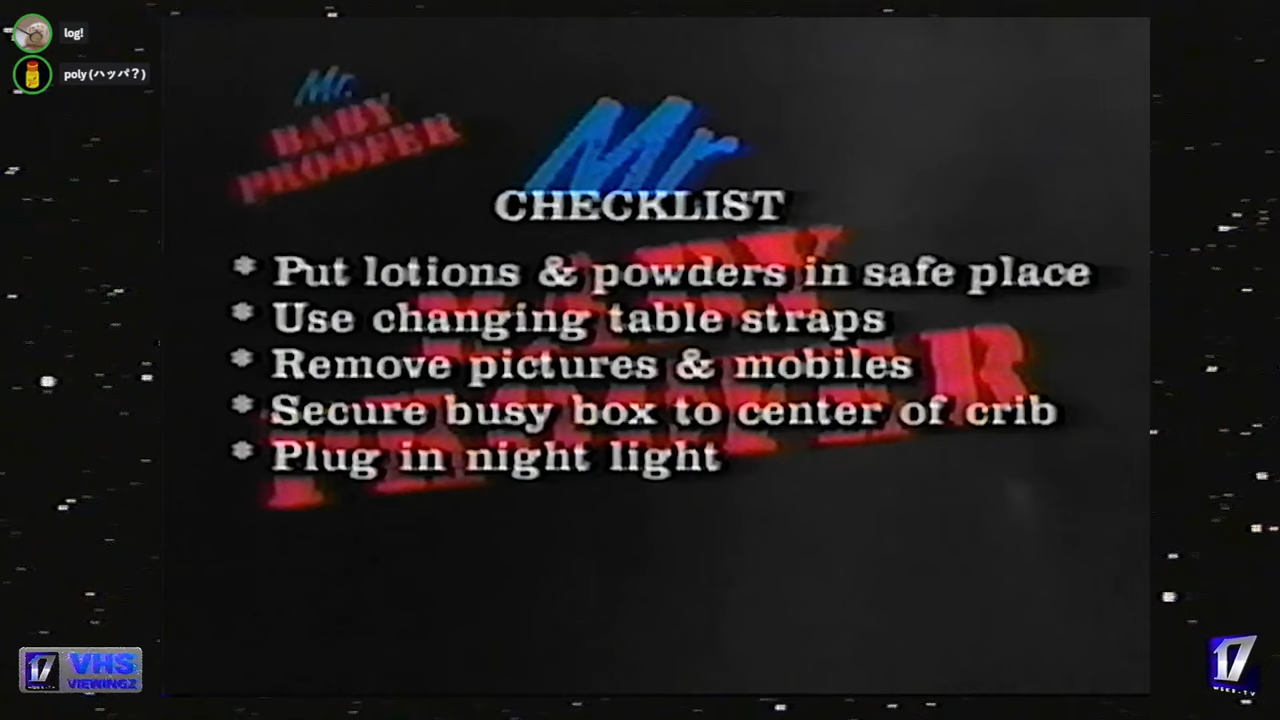 log!
poly (ハッパ？)
Mr.
BABY
PROOFER
Mr
CHECKLIST
* Put lotions & powders in safe place
* Use changing table straps
* Remove pictures & mobiles
* Secure busy box to center of crib
* Plug in night light
17
VHS
VIEWINGZ
17